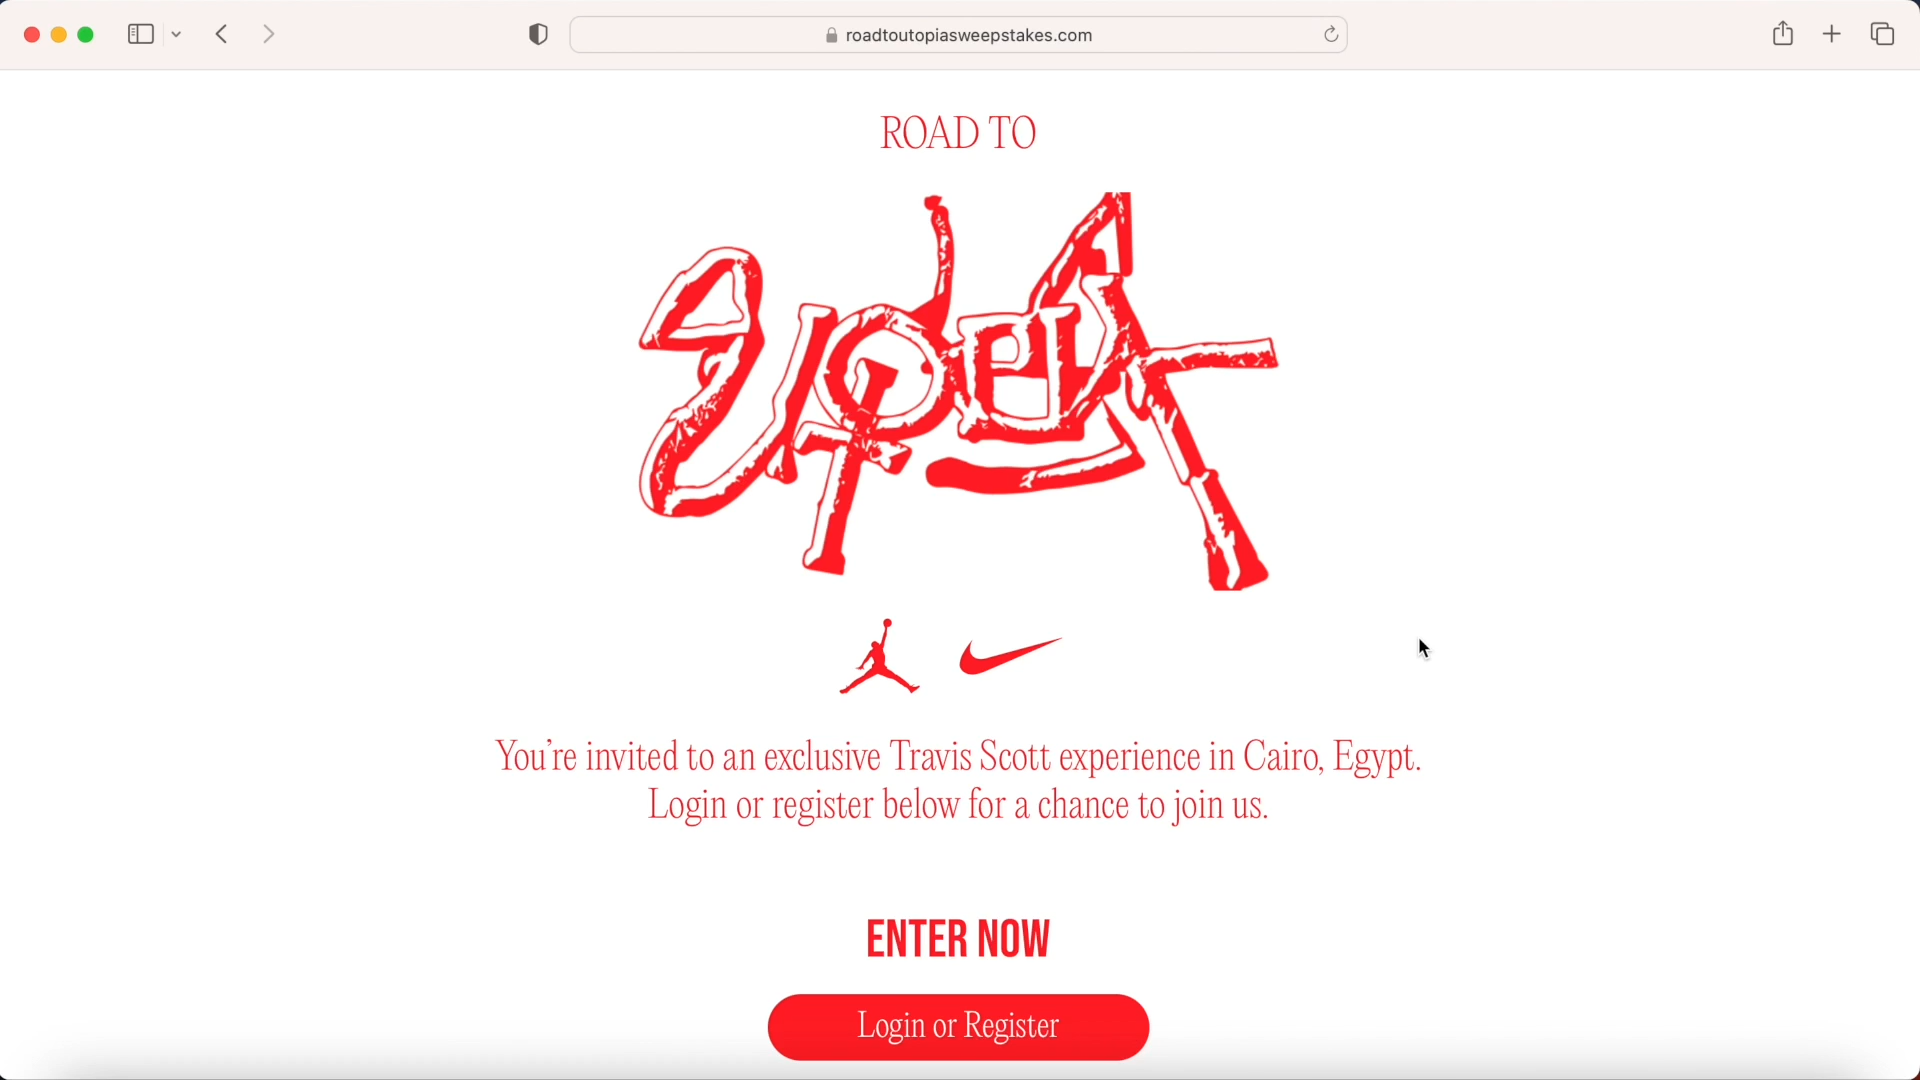 roadtoutopiasweepstakes.com
ROAD TO
UTOPIA
You're invited to an exclusive Travis Scott experience in Cairo, Egypt.
Login or register below for a chance to join us.
ENTER NOW
Login or Register